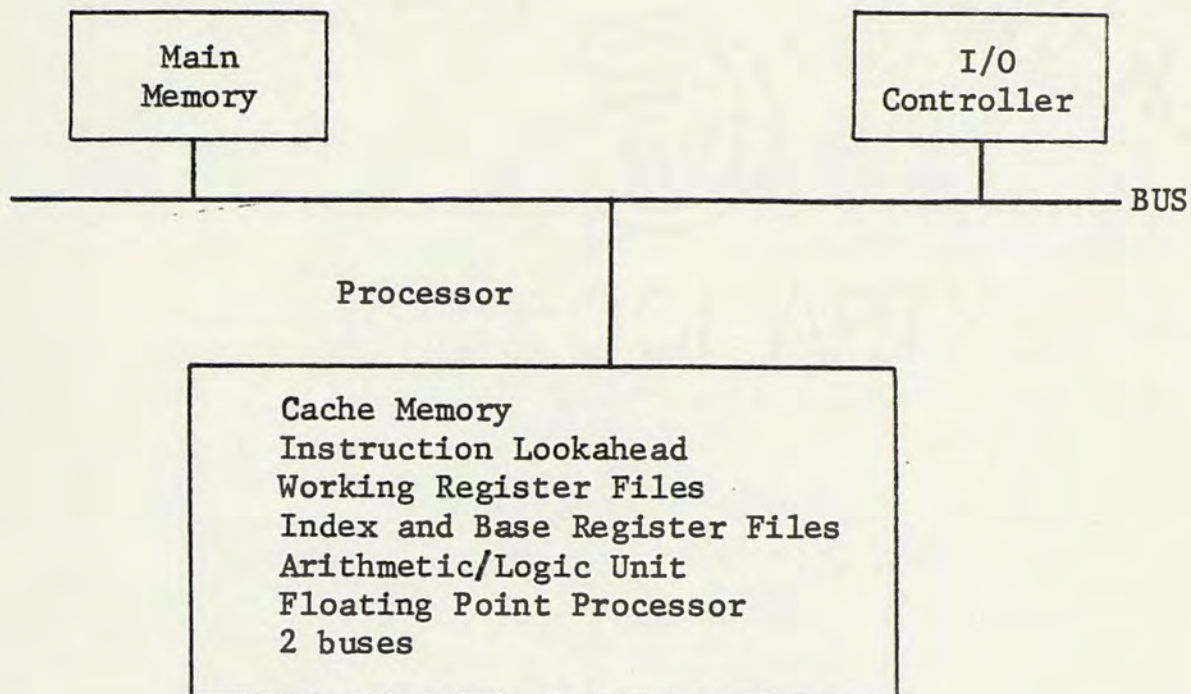 Main
Memory
I/O
Controller
BUS
Processor
Cache Memory
Instruction Lookahead
Working Register Files
Index and Base Register Files
Arithmetic/Logic Unit
Floating Point Processor
2 buses